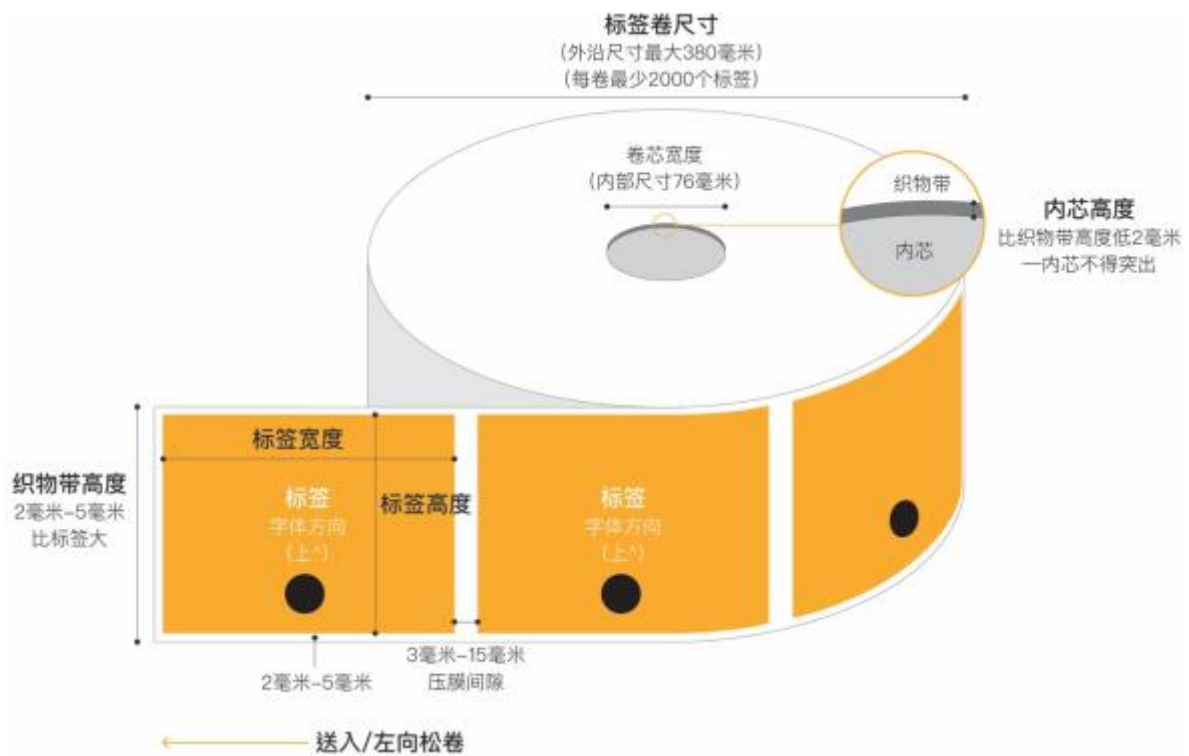 标签卷尺寸
(外沿尺寸最大380毫米)
(每卷最少2000个标签)
卷芯宽度
(内部尺寸76毫米)
织物带
内芯
内芯高度
比织物带高度低2毫米
—内芯不得突出
标签宽度
标签高度
织物带高度
2毫米-5毫米
比标签大
标签
字体方向
(上^)
标签
字体方向
(上^)
2毫米-5毫米
3毫米-15毫米
压膜间隙
送入/左向松卷